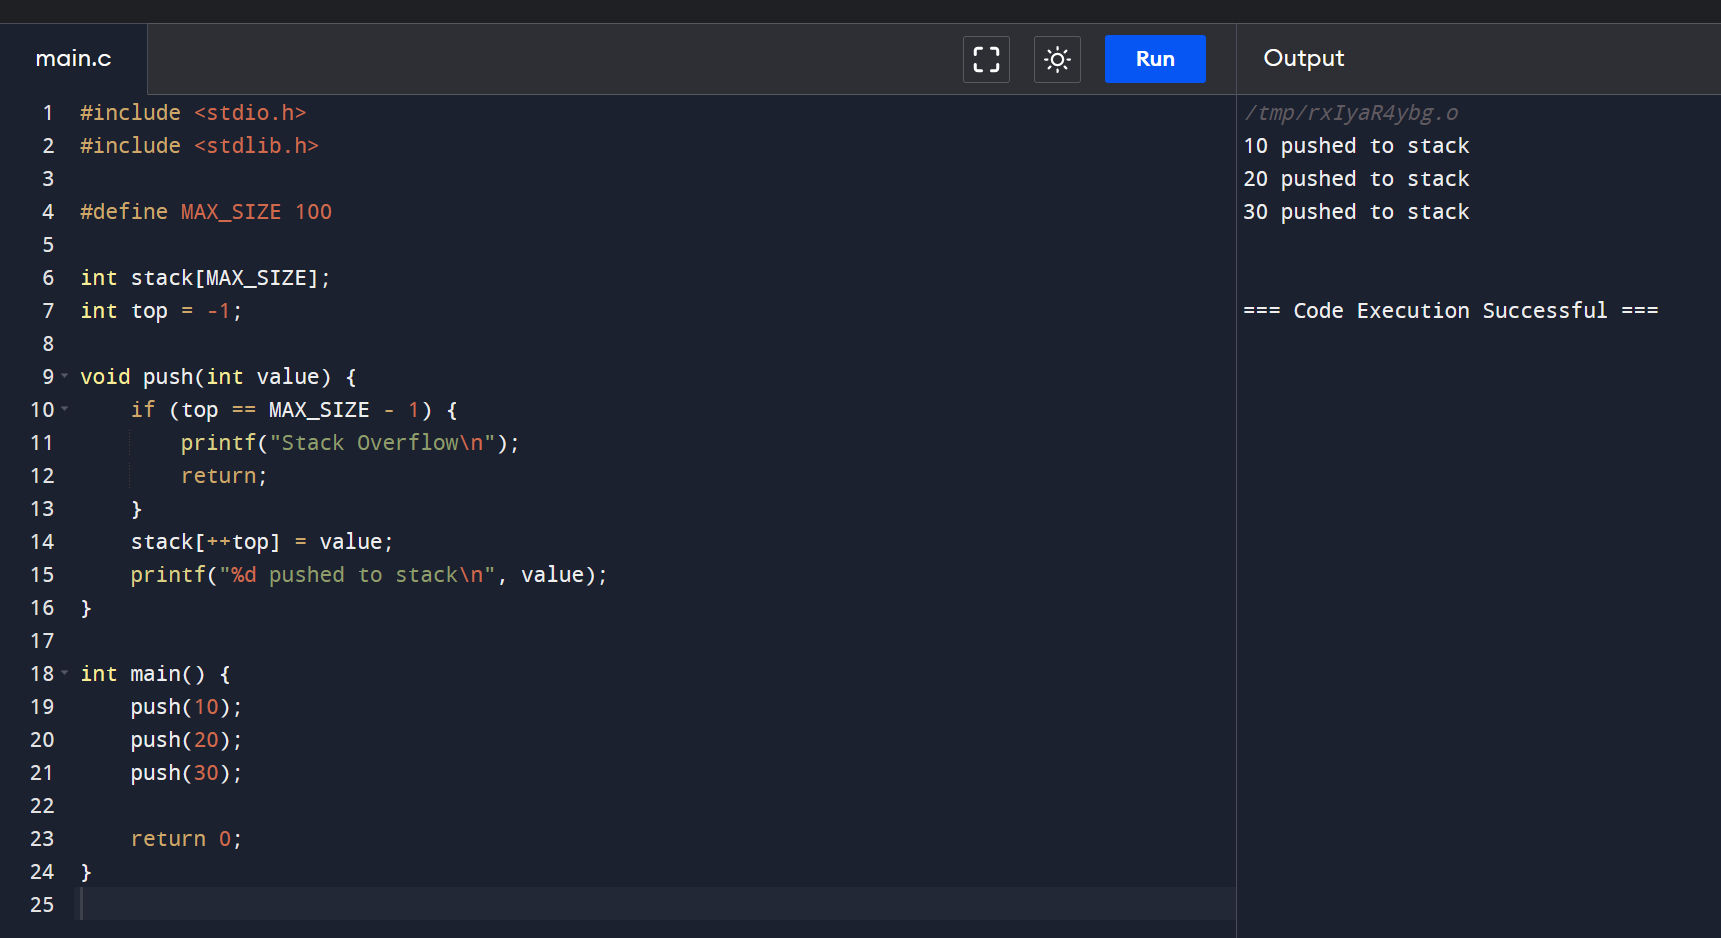 main.c
Run
Output
1 #include <stdio.h>
2 #include <stdlib.h>
3
4 #define MAX_SIZE 100
5
6 int stack[MAX_SIZE];
7 int top = -1;
8
9 void push(int value) {
10     if (top == MAX_SIZE - 1) {
11         printf("Stack Overflow\n");
12         return;
13     }
14     stack[++top] = value;
15     printf("%d pushed to stack\n", value);
16 }
17
18 int main() {
19     push(10);
20     push(20);
21     push(30);
22
23     return 0;
24 }
25
/tmp/rxIyaR4ybg.o
10 pushed to stack
20 pushed to stack
30 pushed to stack
=== Code Execution Successful ===